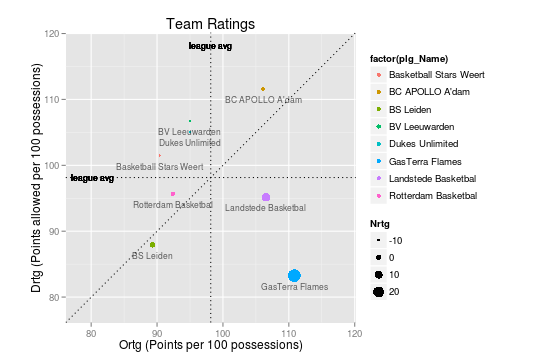 Team Ratings
120
110
100
90
80
Drtg (Points allowed per 100 possessions)
league avg
league avg
BC APOLLO A'dam
BV Leeuwarden
Dukes Unlimited
Basketball Stars Weert
Rotterdam Basketbal
Landstede Basketbal
BS Leiden
GasTerra Flames
80
90
100
110
120
Ortg (Points per 100 possessions)
factor(plg_Name)
Basketball Stars Weert
BC APOLLO A'dam
BS Leiden
BV Leeuwarden
Dukes Unlimited
GasTerra Flames
Landstede Basketbal
Rotterdam Basketbal
Nrtg
-10
0
10
20